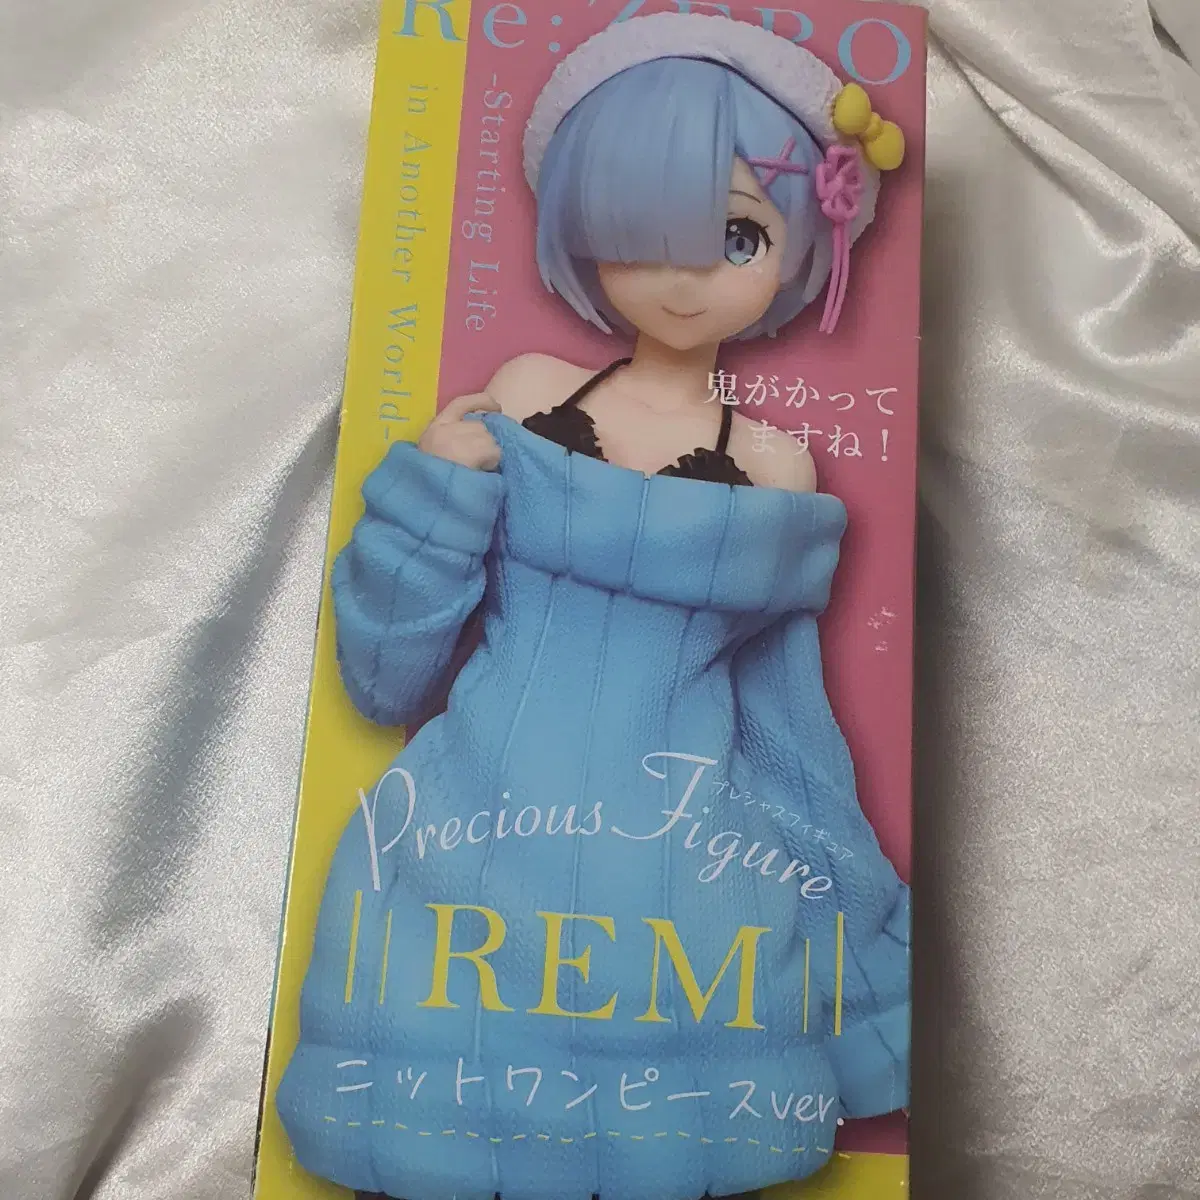 Re:ZERO
-Starting Life
in Another World-
鬼がかって
ますね!
Precious Figure
プレシャスフィギュア
REM
ニットワンピースver.